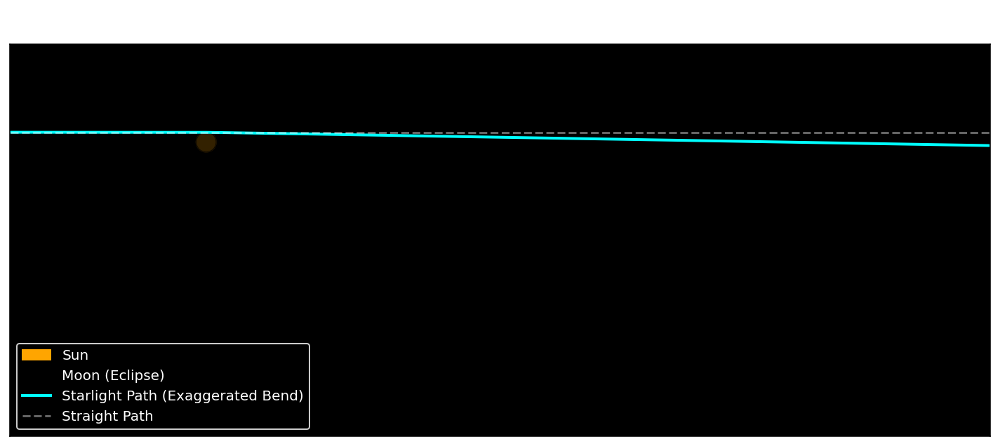 Sun
Moon (Eclipse)
Starlight Path (Exaggerated Bend)
Straight Path